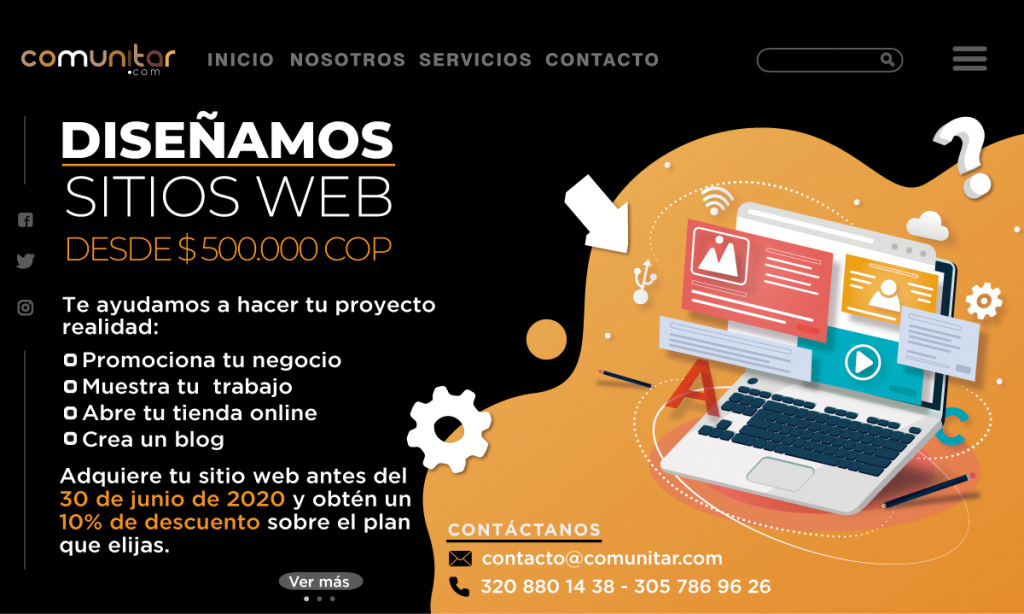 comunitar
.com
INICIO NOSOTROS SERVICIOS CONTACTO
DISEÑAMOS
SITIOS WEB
DESDE $ 500.000 COP
Te ayudamos a hacer tu proyecto
realidad:
Promociona tu negocio
Muestra tu trabajo
Abre tu tienda online
Crea un blog
Adquiere tu sitio web antes del
30 de junio de 2020 y obtén un
10% de descuento sobre el plan
que elijas.
Ver más
?
A
C
CONTÁCTANOS
contacto@comunitar.com
320 880 14 38 - 305 786 96 26